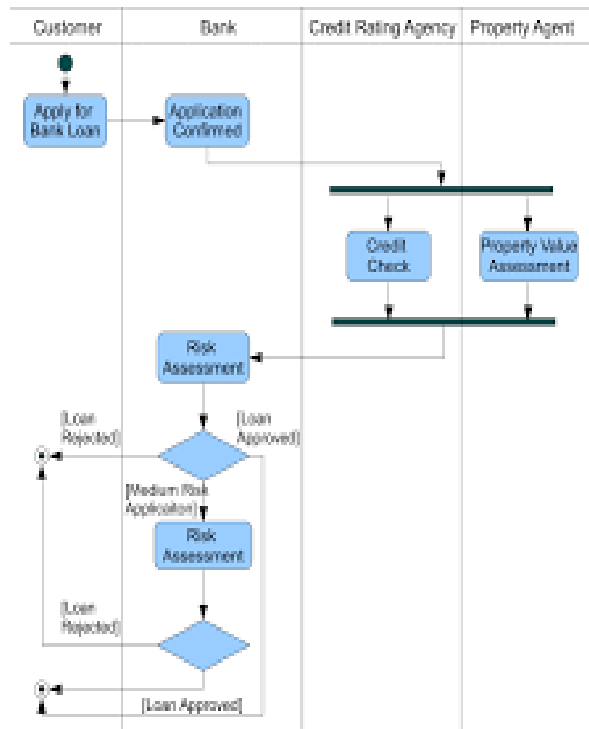 Customer
Bank
Credit Rating Agency
Property Agent
Apply for
Bank Loan
Application
Confirmed
Credit
Check
Property Value
Assessment
Risk
Assessment
[Loan
Rejected]
[Loan
Approved]
[Medium Risk
Applicaiton]
Risk
Assessment
[Loan
Rejected]
[Loan Approved]